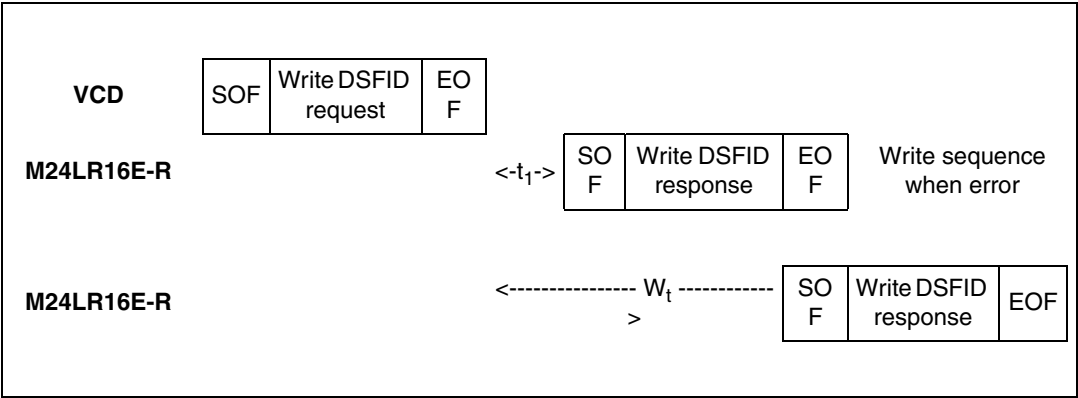 VCD SOF Write DSFID request EO F
M24LR16E-R <-t1-> SO F Write DSFID response EO F Write sequence when error
M24LR16E-R <---------------- Wt ------------ > SO F Write DSFID response EOF